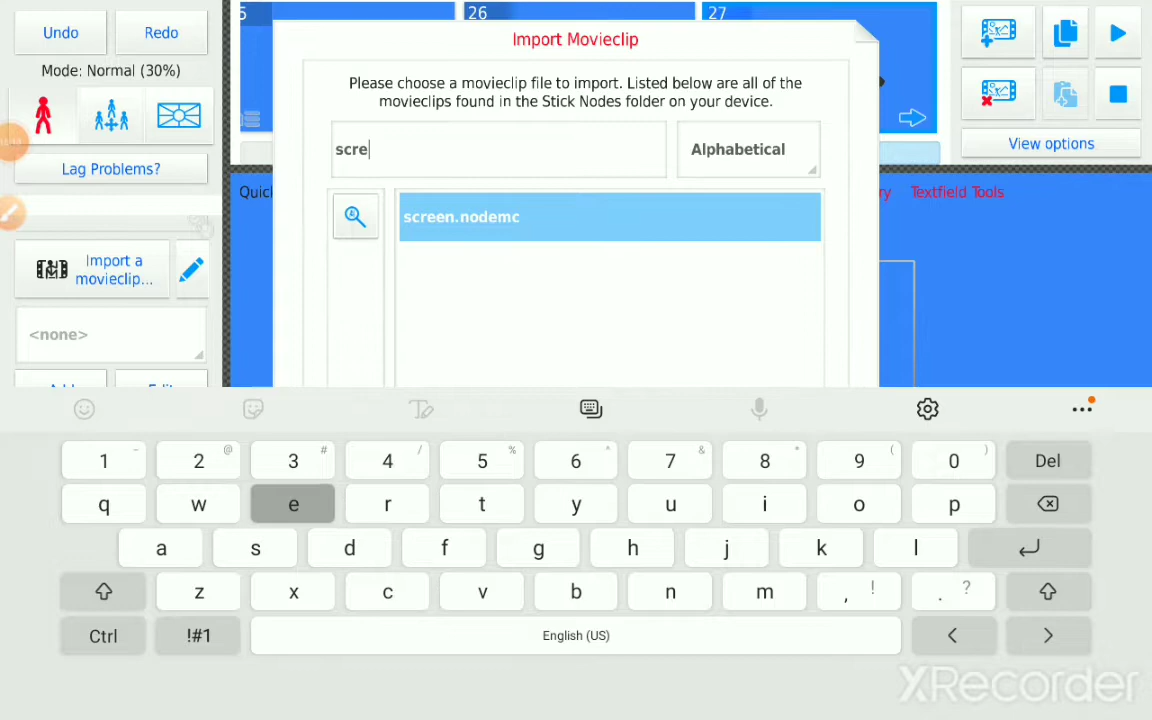 5
26
27
Undo
Redo
Mode: Normal (30%)
Lag Problems?
Import a
movieclip...
<none>
Import Movieclip
Please choose a movieclip file to import. Listed below are all of the
movieclips found in the Stick Nodes folder on your device.
scre
Alphabetical
screen.nodemc
View options
Quic
ry
Textfield Tools
1 - 2 @ 3 # 4 / 5 % 6 ^ 7 & 8 * 9 ( 0 ) Del
q w e r t y u i o p
a s d f g h j k l
z x c v b n m , ! . ?
Ctrl !#1 English (US) < >
XRecorder